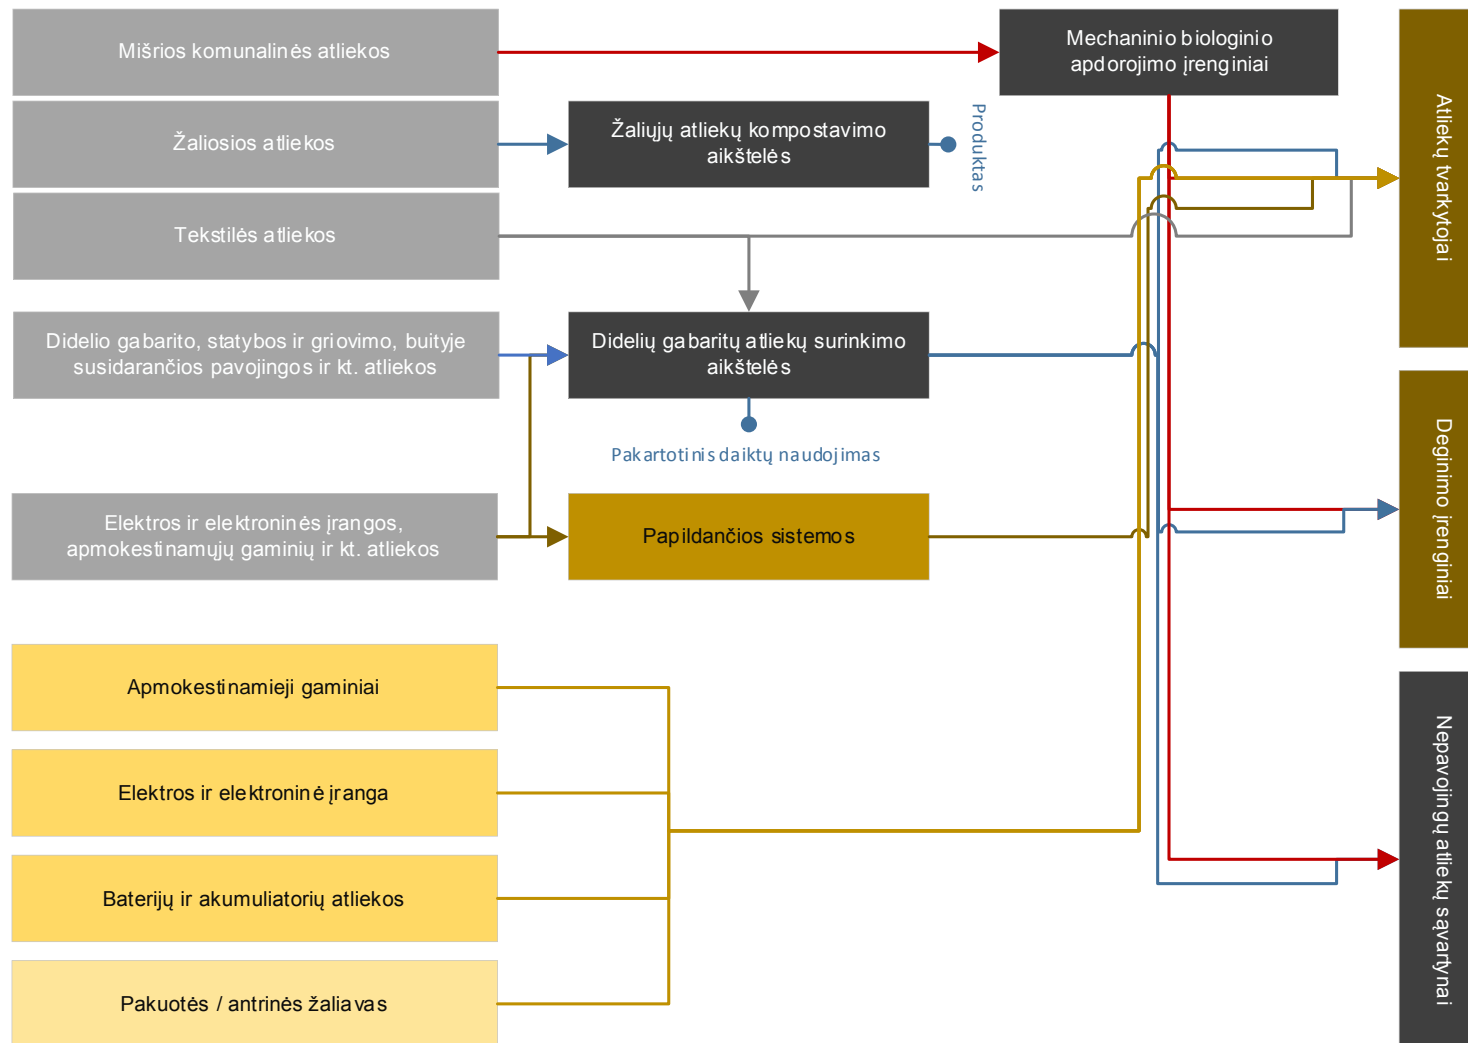 Mišrios komunalinės atliekos
Mechaninio biologinio
apdorojimo įrenginiai
Atliekų tvarkytojai
Žaliosios atliekos
Žaliųjų atliekų kompostavimo
aikštelės
Produktas
Tekstilės atliekos
Didelio gabarito, statybos ir griovimo, buityje
susidarančios pavojingos ir kt. atliekos
Didelių gabaritų atliekų surinkimo
aikštelės
Pakartotinis daiktų naudojimas
Deginimo įrenginiai
Elektros ir elektroninės įrangos,
apmokestinamųjų gaminių ir kt. atliekos
Papildančios sistemos
Apmokestinamieji gaminiai
Elektros ir elektroninė įranga
Nepavojingų atliekų sąvartynai
Baterijų ir akumuliatorių atliekos
Pakuotės / antrinės žaliavas